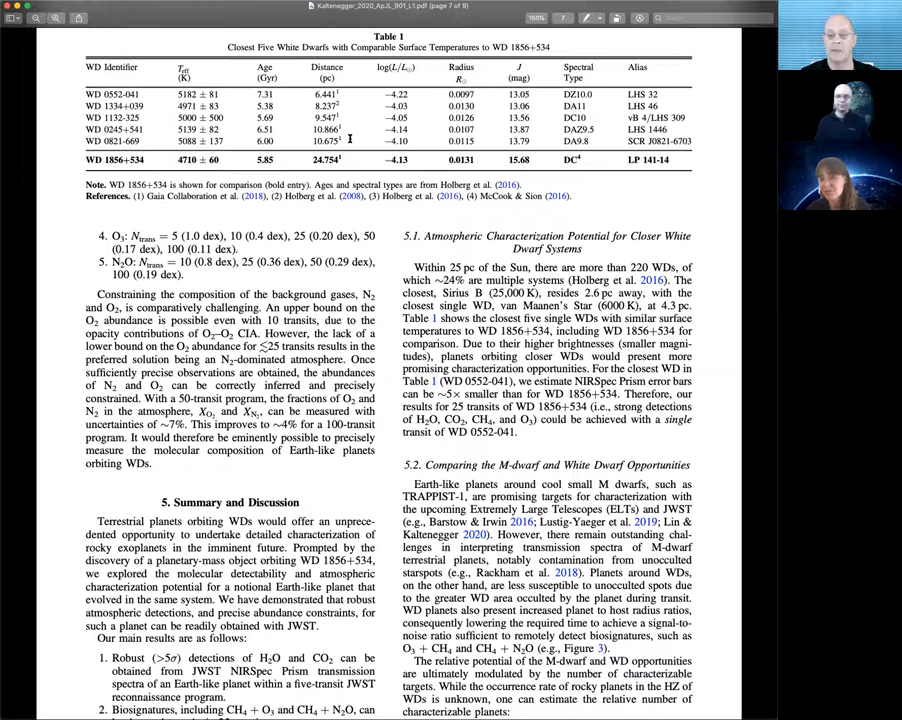 Kaltenegger_2020_ApJL_901_L1.pdf (page 7 of 9)
150%
Search
Table 1
Closest Five White Dwarfs with Comparable Surface Temperatures to WD 1856+534
WD Identifier Teff (K) Age (Gyr) Distance (pc) log(L/L⊙) Radius R⊙ J (mag) Spectral Type Alias
WD 0552-041 5182 ± 81 7.31 6.441¹ −4.22 0.0097 13.05 DZ10.0 LHS 32
WD 1334+039 4971 ± 83 5.38 8.237² −4.03 0.0130 13.06 DA11 LHS 46
WD 1132-325 5000 ± 500 5.69 9.547¹ −4.05 0.0126 13.56 DC10 vB 4/HD 309
WD 0245+541 5139 ± 82 6.51 10.866¹ −4.14 0.0107 13.87 DAZ9.5 LHS 1446
WD 0821-669 5088 ± 137 6.00 10.675¹ −4.10 0.0115 13.79 DA9.8 SCR J0821-6703
WD 1856+534 4710 ± 60 5.85 24.754¹ −4.13 0.0131 15.68 DC⁴ LP 141-14
Note. WD 1856+534 is shown for comparison (bold entry). Ages and spectral types are from Holberg et al. (2016).
References. (1) Gaia Collaboration et al. (2018), (2) Holberg et al. (2008), (3) Holberg et al. (2016), (4) McCook & Sion (2016).
4. O₃: Ntrans = 5 (1.0 dex), 10 (0.4 dex), 25 (0.20 dex), 50
(0.17 dex), 100 (0.11 dex).
5. N₂O: Ntrans = 10 (0.8 dex), 25 (0.36 dex), 50 (0.29 dex),
100 (0.19 dex).
Constraining the composition of the background gases, N₂
and O₂, is comparatively challenging. An upper bound on the
O₂ abundance is possible even with 10 transits, due to the
opacity contributions of O₂–O₂ CIA. However, the lack of a
lower bound on the O₂ abundance for ≲25 transits results in the
preferred solution being an N₂-dominated atmosphere. Once
sufficiently precise observations are obtained, the abundances
of N₂ and O₂ can be correctly inferred and precisely
constrained. With a 50-transit program, the fractions of O₂ and
N₂ in the atmosphere, XO₂ and XN₂, can be measured with
uncertainties of ∼7%. This improves to ∼4% for a 100-transit
program. It would therefore be eminently possible to precisely
measure the molecular composition of Earth-like planets
orbiting WDs.
5. Summary and Discussion
Terrestrial planets orbiting WDs would offer an unprece-
dented opportunity to undertake detailed characterization of
rocky exoplanets in the imminent future. Prompted by the
discovery of a planetary-mass object orbiting WD 1856+534,
we explored the molecular detectability and atmospheric
characterization potential for a notional Earth-like planet that
evolved in the same system. We have demonstrated that robust
atmospheric detections, and precise abundance constraints, for
such a planet can be readily obtained with JWST.
Our main results are as follows:
1. Robust (>5σ) detections of H₂O and CO₂ can be
obtained from JWST NIRSpec Prism transmission
spectra of an Earth-like planet within a five-transit JWST
reconnaissance program.
2. Biosignatures, including CH₄ + O₃ and CH₄ + N₂O, can
5.1. Atmospheric Characterization Potential for Closer White
Dwarf Systems
Within 25 pc of the Sun, there are more than 220 WDs, of
which ∼24% are multiple systems (Holberg et al. 2016). The
closest, Sirius B (25,000 K), resides 2.6 pc away, with the
closest single WD, van Maanen's Star (6000 K), at 4.3 pc.
Table 1 shows the closest five single WDs with similar surface
temperatures to WD 1856+534, including WD 1856+534 for
comparison. Due to their higher brightnesses (smaller magni-
tudes), planets orbiting closer WDs would present more
promising characterization opportunities. For the closest WD in
Table 1 (WD 0552-041), we estimate NIRSpec Prism error bars
can be ∼5× smaller than for WD 1856+534. Therefore, our
results for 25 transits of WD 1856+534 (i.e., strong detections
of H₂O, CO₂, CH₄, and O₃) could be achieved with a single
transit of WD 0552-041.
5.2. Comparing the M-dwarf and White Dwarf Opportunities
Earth-like planets around cool small M dwarfs, such as
TRAPPIST-1, are promising targets for characterization with
the upcoming Extremely Large Telescopes (ELTs) and JWST
(e.g., Barstow & Irwin 2016; Lustig-Yaeger et al. 2019; Lin &
Kaltenegger 2020). However, there remain outstanding chal-
lenges in interpreting transmission spectra of M-dwarf
terrestrial planets, notably contamination from unocculted
starspots (e.g., Rackham et al. 2018). Planets around WDs,
on the other hand, are less susceptible to unocculted spots due
to the greater WD area occulted by the planet during transit.
WD planets also present increased planet to host radius ratios,
consequently lowering the required time to achieve a signal-to-
noise ratio sufficient to remotely detect biosignatures, such as
O₃ + CH₄ and CH₄ + N₂O (e.g., Figure 3).
The relative potential of the M-dwarf and WD opportunities
are ultimately modulated by the number of characterizable
targets. While the occurrence rate of rocky planets in the HZ of
WDs is unknown, one can estimate the relative number of
characterizable planets: